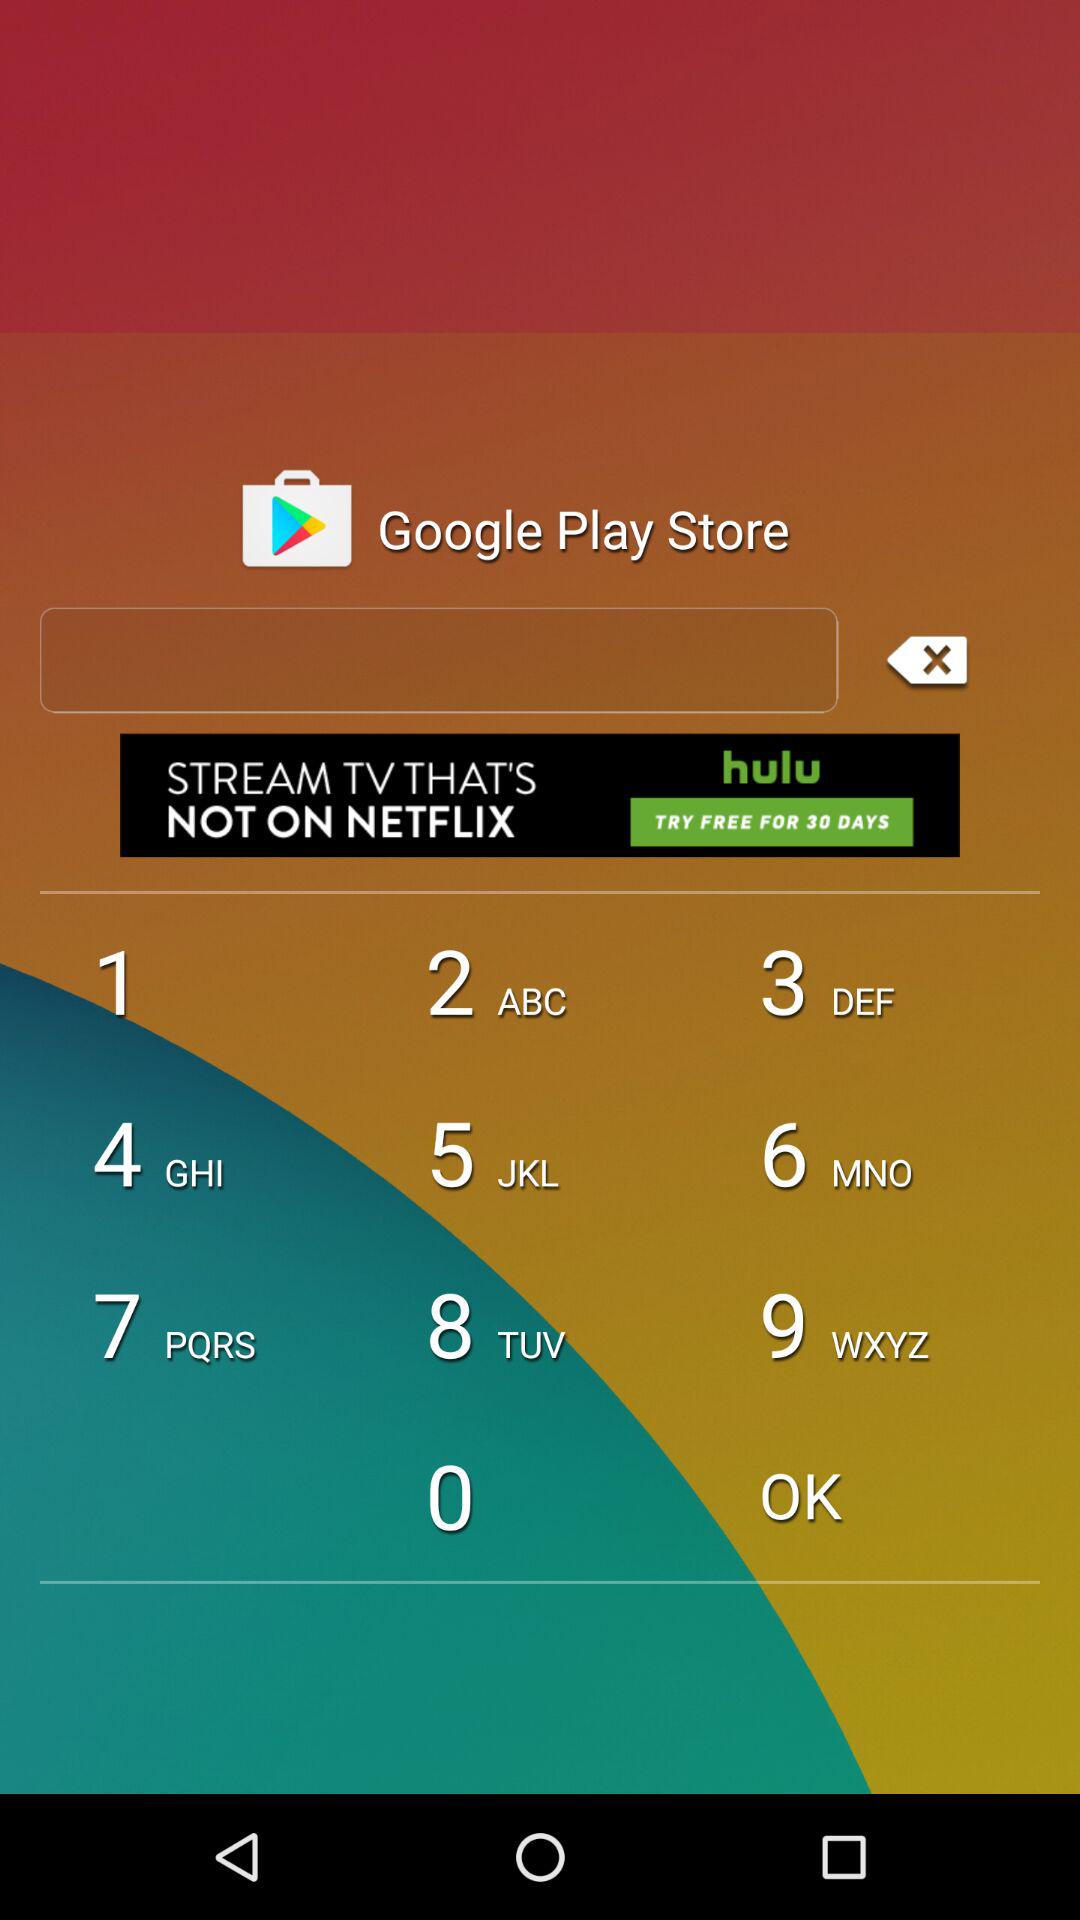 Google Play Store
STREAM TV THAT'S
NOT ON NETFLIX
hulu
TRY FREE FOR 30 DAYS
1
2 ABC
3 DEF
4 GHI
5 JKL
6 MNO
7 PQRS
8 TUV
9 WXYZ
0
OK